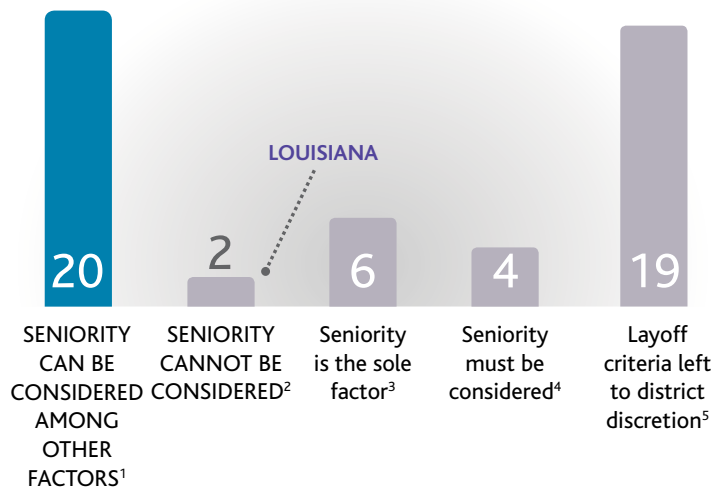 LOUISIANA
20
2
6
4
19
SENIORITY
CAN BE
CONSIDERED
AMONG
OTHER
FACTORS¹
SENIORITY
CANNOT BE
CONSIDERED²
Seniority
is the sole
factor³
Seniority
must be
considered⁴
Layoff
criteria left
to district
discretion⁵